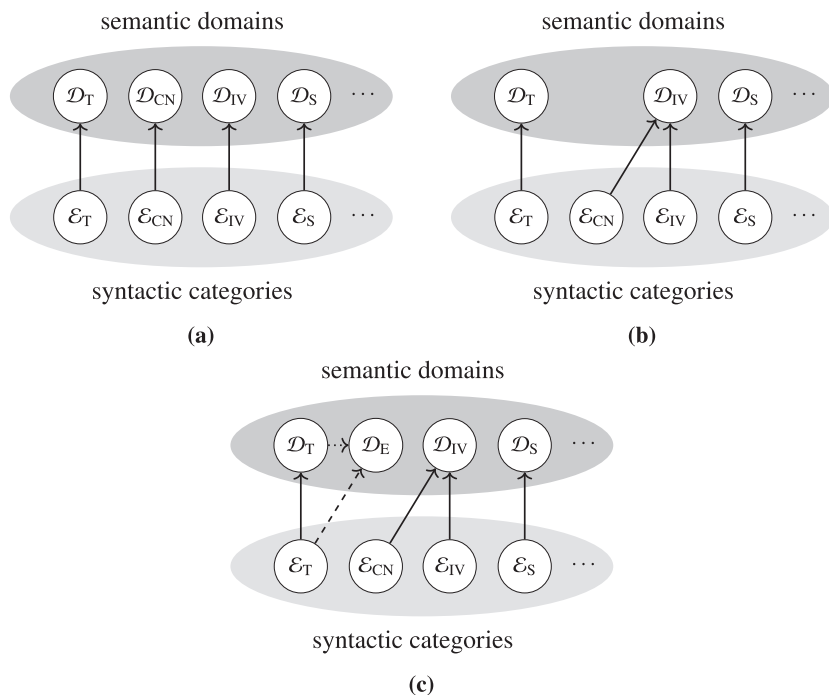 semantic domains
𝒟T 𝒟CN 𝒟IV 𝒟S ···
ℰT ℰCN ℰIV ℰS ···
syntactic categories
(a)
semantic domains
𝒟T 𝒟IV 𝒟S ···
ℰT ℰCN ℰIV ℰS ···
syntactic categories
(b)
semantic domains
𝒟T 𝒟E 𝒟IV 𝒟S ···
ℰT ℰCN ℰIV ℰS ···
syntactic categories
(c)